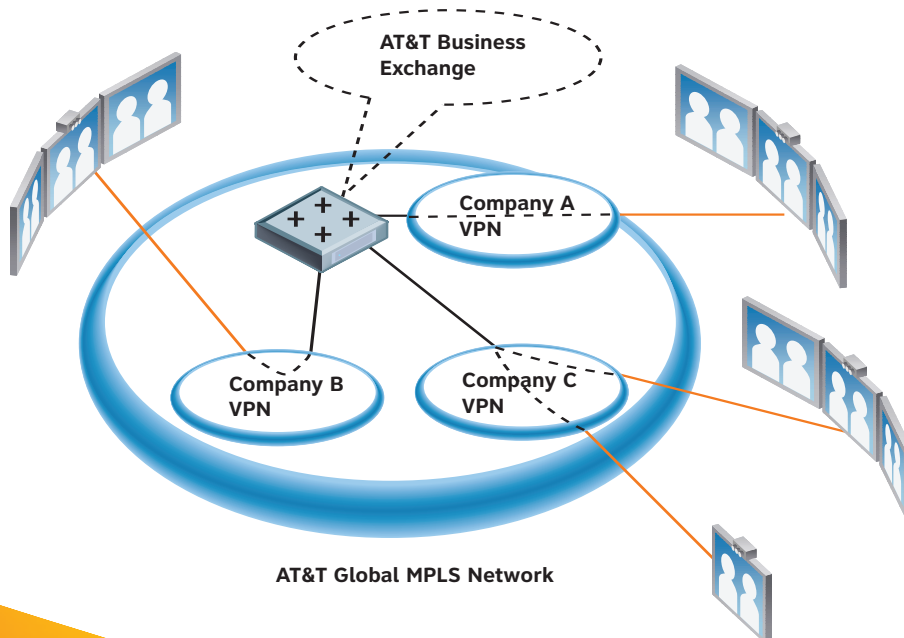 AT&T Business
Exchange
Company A
VPN
Company B
VPN
Company C
VPN
AT&T Global MPLS Network